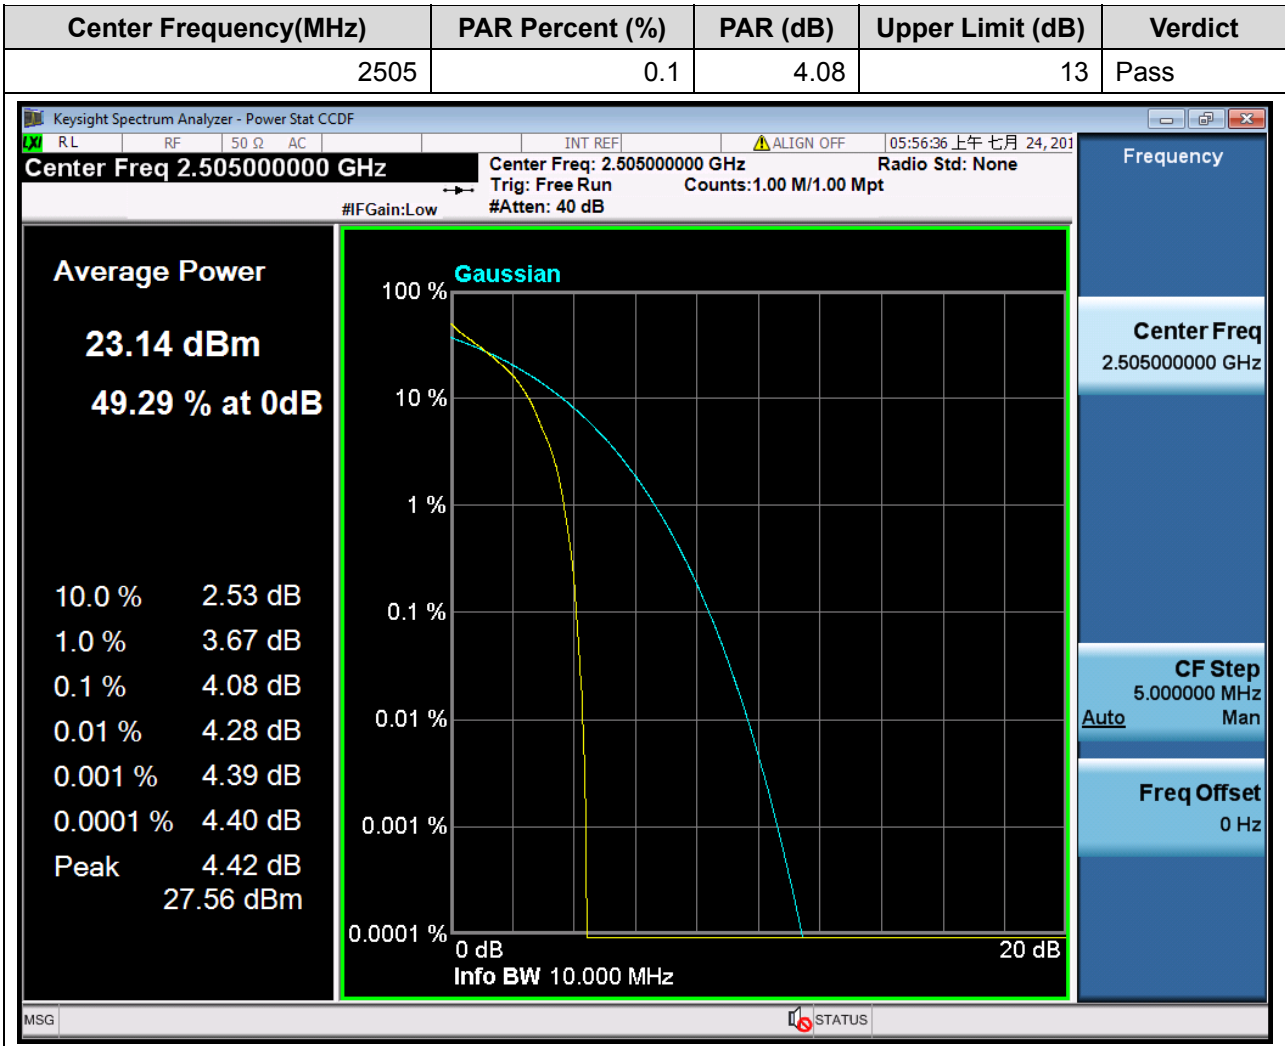 Center Frequency(MHz) PAR Percent (%) PAR (dB) Upper Limit (dB) Verdict
2505 0.1 4.08 13 Pass
Keysight Spectrum Analyzer - Power Stat CCDF
LXI RL RF 50 Ω AC INT REF ALIGN OFF 05:56:36 上午 七月 24, 201
Center Freq 2.505000000 GHz
Center Freq: 2.505000000 GHz Radio Std: None
Trig: Free Run Counts:1.00 M/1.00 Mpt
#IFGain:Low #Atten: 40 dB
Frequency
Average Power
23.14 dBm
49.29 % at 0dB
10.0 % 2.53 dB
1.0 % 3.67 dB
0.1 % 4.08 dB
0.01 % 4.28 dB
0.001 % 4.39 dB
0.0001 % 4.40 dB
Peak 4.42 dB
27.56 dBm
Gaussian
100 %
10 %
1 %
0.1 %
0.01 %
0.001 %
0.0001 %
0 dB 20 dB
Info BW 10.000 MHz
Center Freq
2.505000000 GHz
CF Step
5.000000 MHz
Auto Man
Freq Offset
0 Hz
MSG STATUS